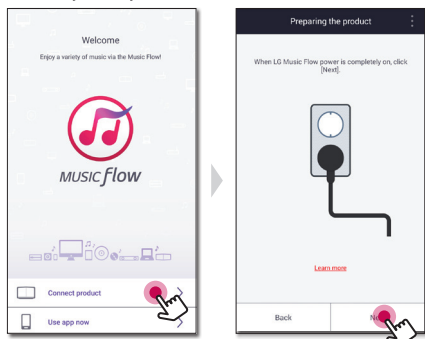 Welcome
Enjoy a variety of music via the Music Flow!
MUSIC flow
Connect product
Use app now
Preparing the product
When LG Music Flow power is completely on, click
[Next].
Learn more
Back